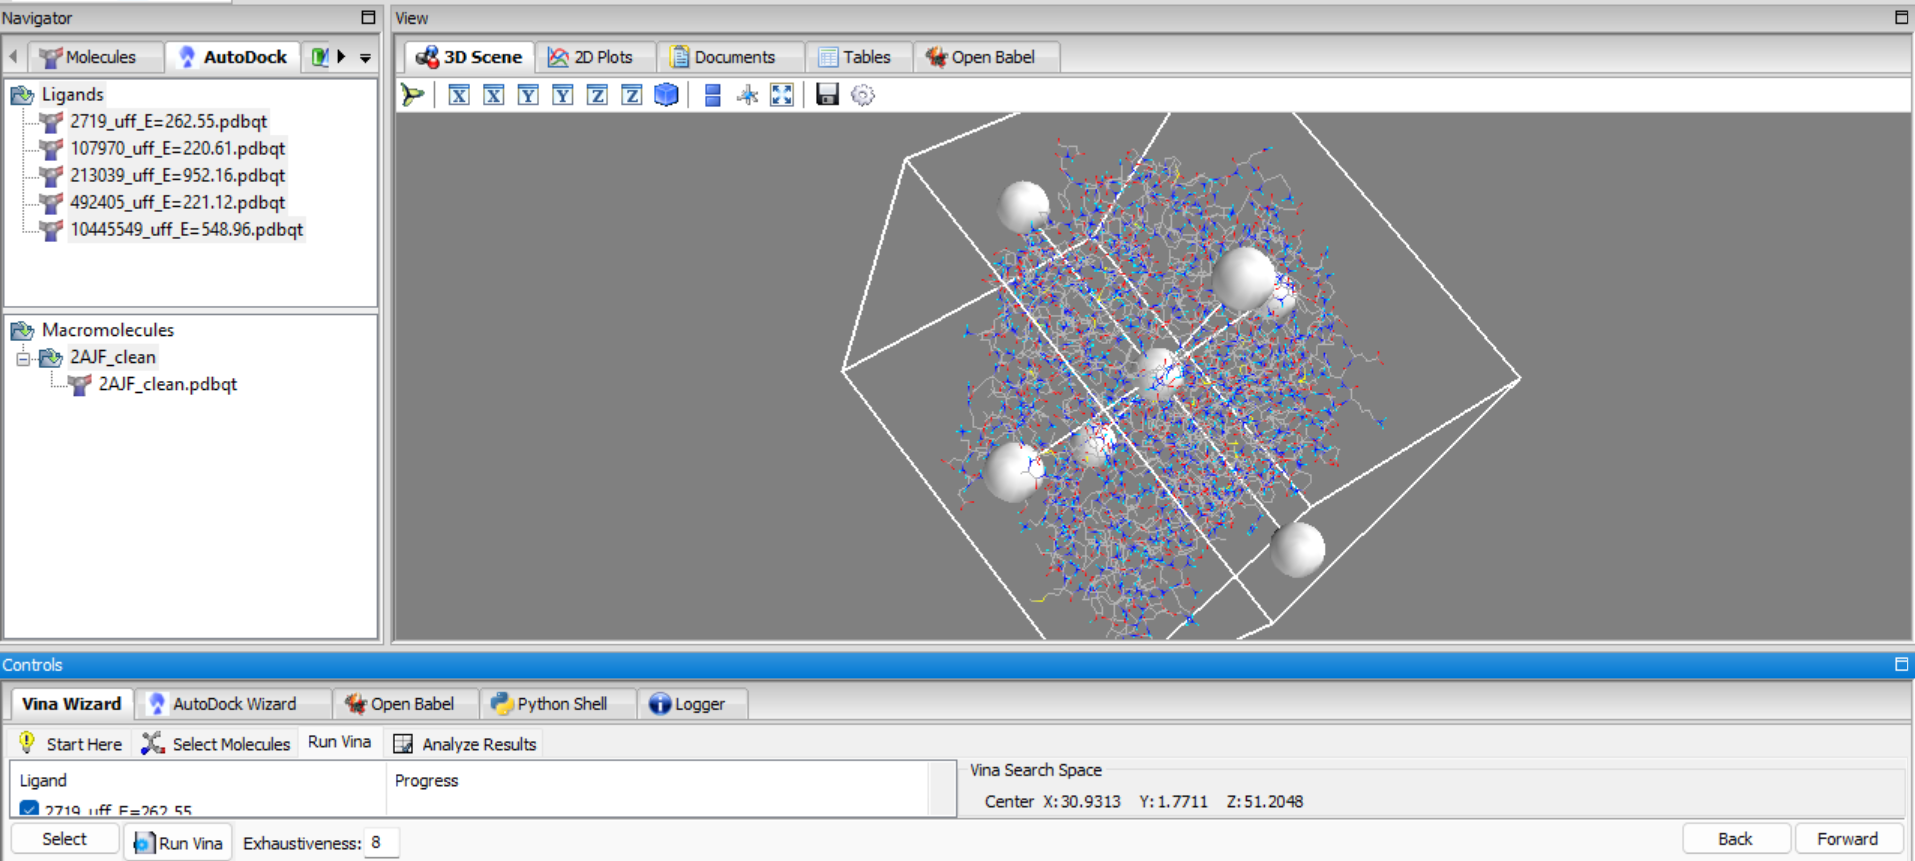 Navigator
View
Molecules
AutoDock
3D Scene
2D Plots
Documents
Tables
Open Babel
X X Y Y Z Z
Ligands
2719_uff_E=262.55.pdbqt
107970_uff_E=220.61.pdbqt
213039_uff_E=952.16.pdbqt
492405_uff_E=221.12.pdbqt
10445549_uff_E=548.96.pdbqt
Macromolecules
2AJF_clean
2AJF_clean.pdbqt
Controls
Vina Wizard
AutoDock Wizard
Open Babel
Python Shell
Logger
Start Here
Select Molecules
Run Vina
Analyze Results
Ligand
Progress
2719_uff_E=262.55
Vina Search Space
Center X:30.9313 Y:1.7711 Z:51.2048
Select
Run Vina
Exhaustiveness: 8
Back
Forward